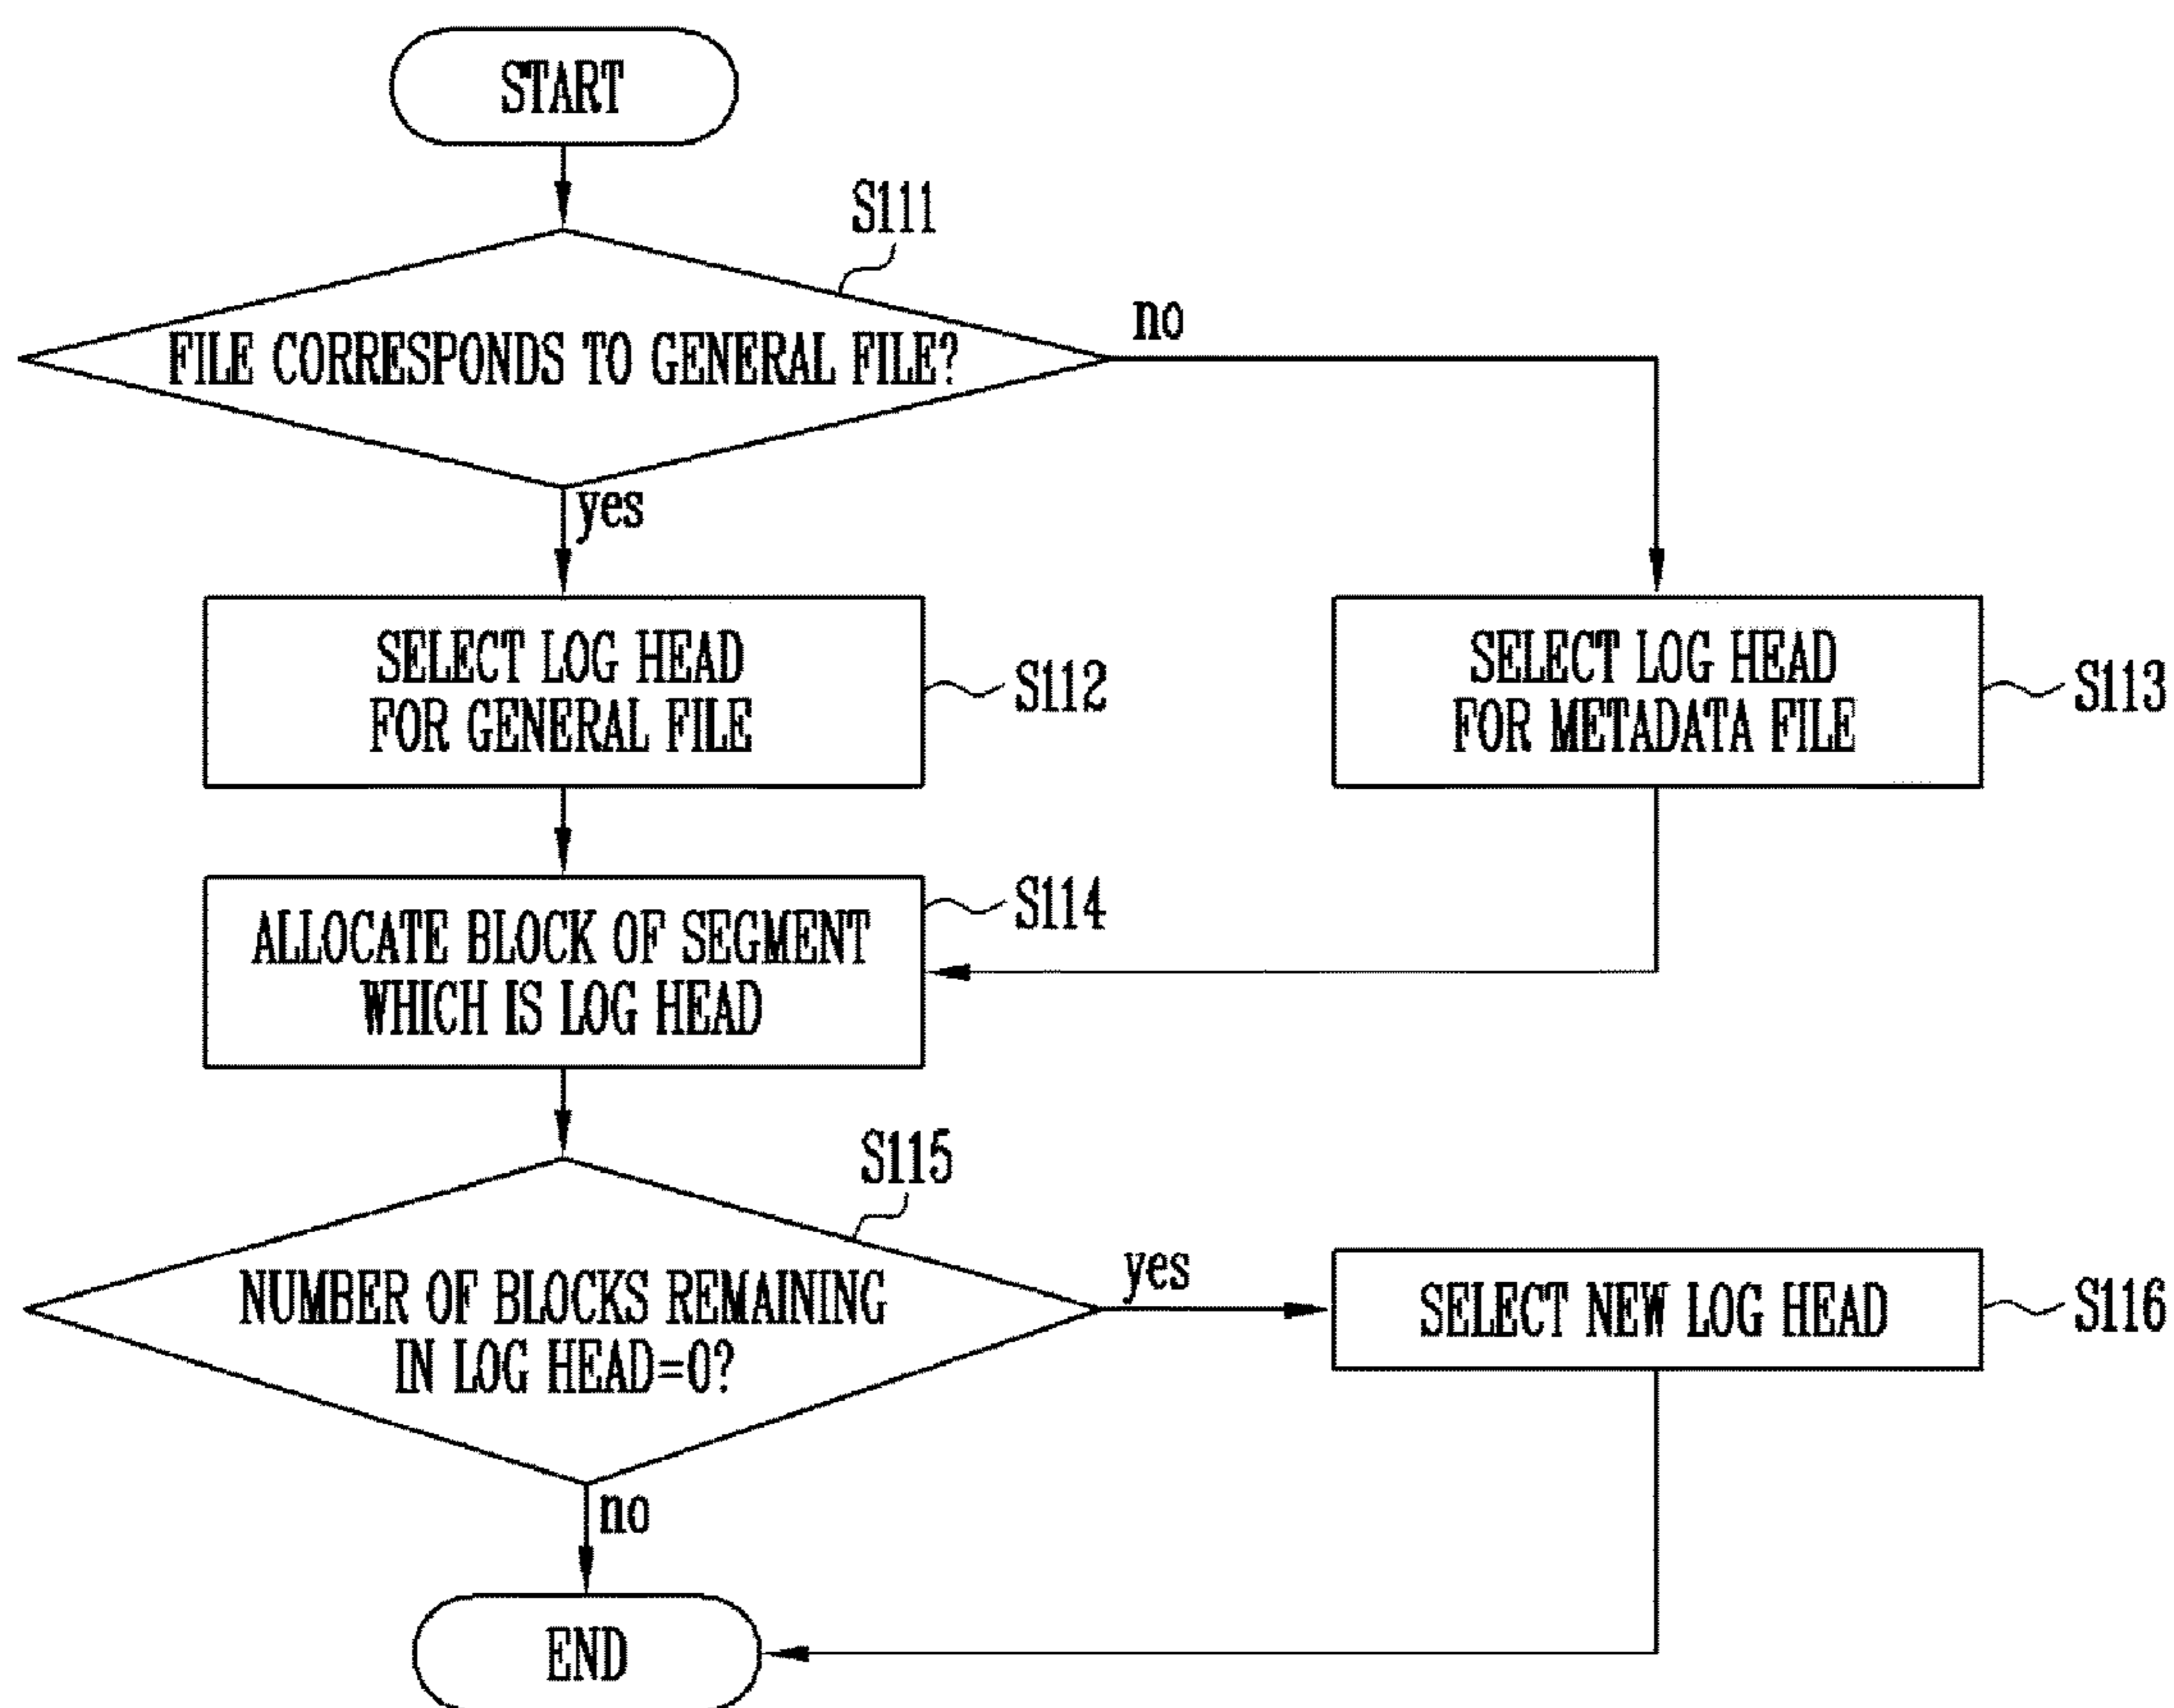 START
S111
FILE CORRESPONDS TO GENERAL FILE?
no
yes
SELECT LOG HEAD
FOR GENERAL FILE
S112
SELECT LOG HEAD
FOR METADATA FILE
S113
ALLOCATE BLOCK OF SEGMENT
WHICH IS LOG HEAD
S114
S115
NUMBER OF BLOCKS REMAINING
IN LOG HEAD=0?
yes
SELECT NEW LOG HEAD
S116
no
END